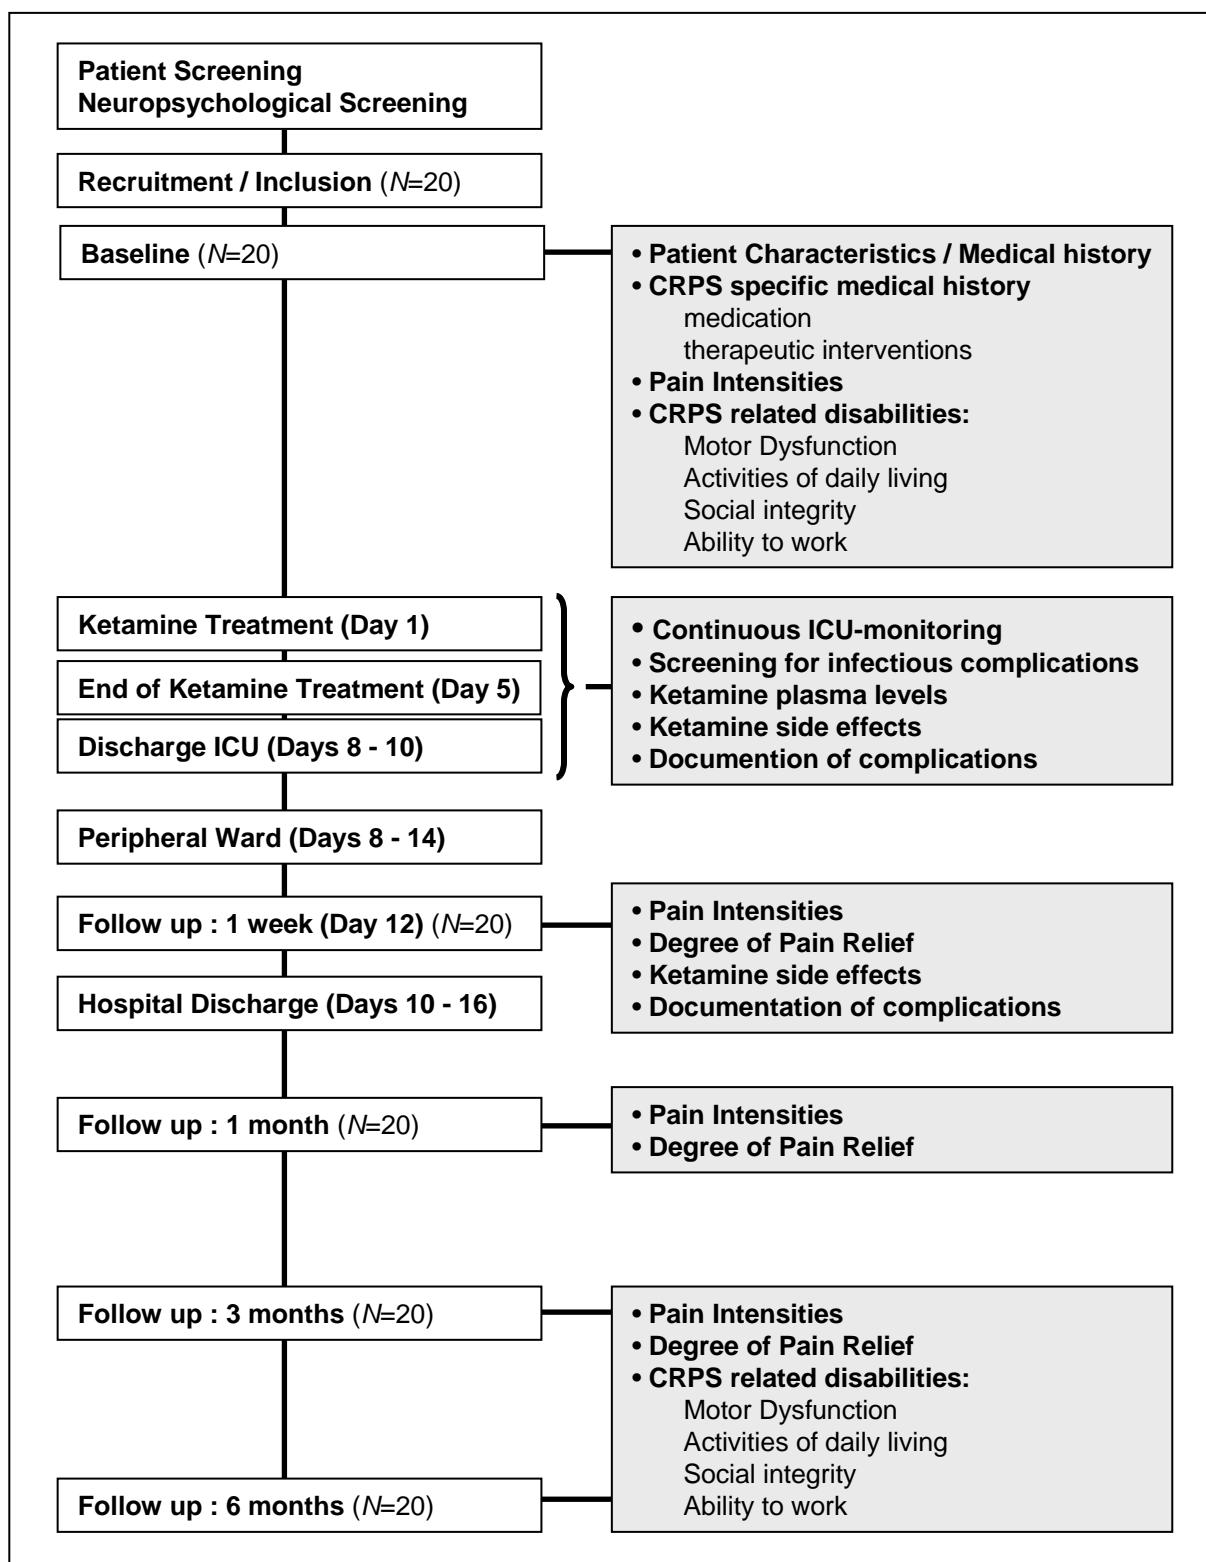 Patient Screening
Neuropsychological Screening
Recruitment / Inclusion (N=20)
Baseline (N=20)
• Patient Characteristics / Medical history
• CRPS specific medical history
medication
therapeutic interventions
• Pain Intensities
• CRPS related disabilities:
Motor Dysfunction
Activities of daily living
Social integrity
Ability to work
Ketamine Treatment (Day 1)
End of Ketamine Treatment (Day 5)
Discharge ICU (Days 8 - 10)
• Continuous ICU-monitoring
• Screening for infectious complications
• Ketamine plasma levels
• Ketamine side effects
• Documention of complications
Peripheral Ward (Days 8 - 14)
Follow up : 1 week (Day 12) (N=20)
• Pain Intensities
• Degree of Pain Relief
• Ketamine side effects
• Documentation of complications
Hospital Discharge (Days 10 - 16)
Follow up : 1 month (N=20)
• Pain Intensities
• Degree of Pain Relief
Follow up : 3 months (N=20)
• Pain Intensities
• Degree of Pain Relief
• CRPS related disabilities:
Motor Dysfunction
Activities of daily living
Social integrity
Ability to work
Follow up : 6 months (N=20)